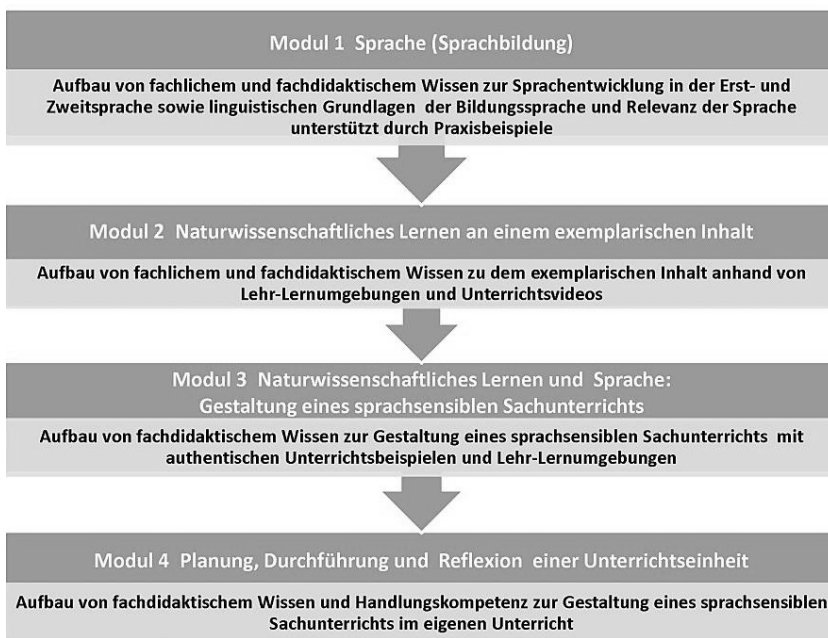 Modul 1 Sprache (Sprachbildung)
Aufbau von fachlichem und fachdidaktischem Wissen zur Sprachentwicklung in der Erst- und
Zweitsprache sowie linguistischen Grundlagen der Bildungssprache und Relevanz der Sprache
unterstützt durch Praxisbeispiele
Modul 2 Naturwissenschaftliches Lernen an einem exemplarischen Inhalt
Aufbau von fachlichem und fachdidaktischem Wissen zu dem exemplarischen Inhalt anhand von
Lehr-Lernumgebungen und Unterrichtsvideos
Modul 3 Naturwissenschaftliches Lernen und Sprache:
Gestaltung eines sprachsensiblen Sachunterrichts
Aufbau von fachdidaktischem Wissen zur Gestaltung eines sprachsensiblen Sachunterrichts mit
authentischen Unterrichtsbeispielen und Lehr-Lernumgebungen
Modul 4 Planung, Durchführung und Reflexion einer Unterrichtseinheit
Aufbau von fachdidaktischem Wissen und Handlungskompetenz zur Gestaltung eines sprachsensiblen
Sachunterrichts im eigenen Unterricht